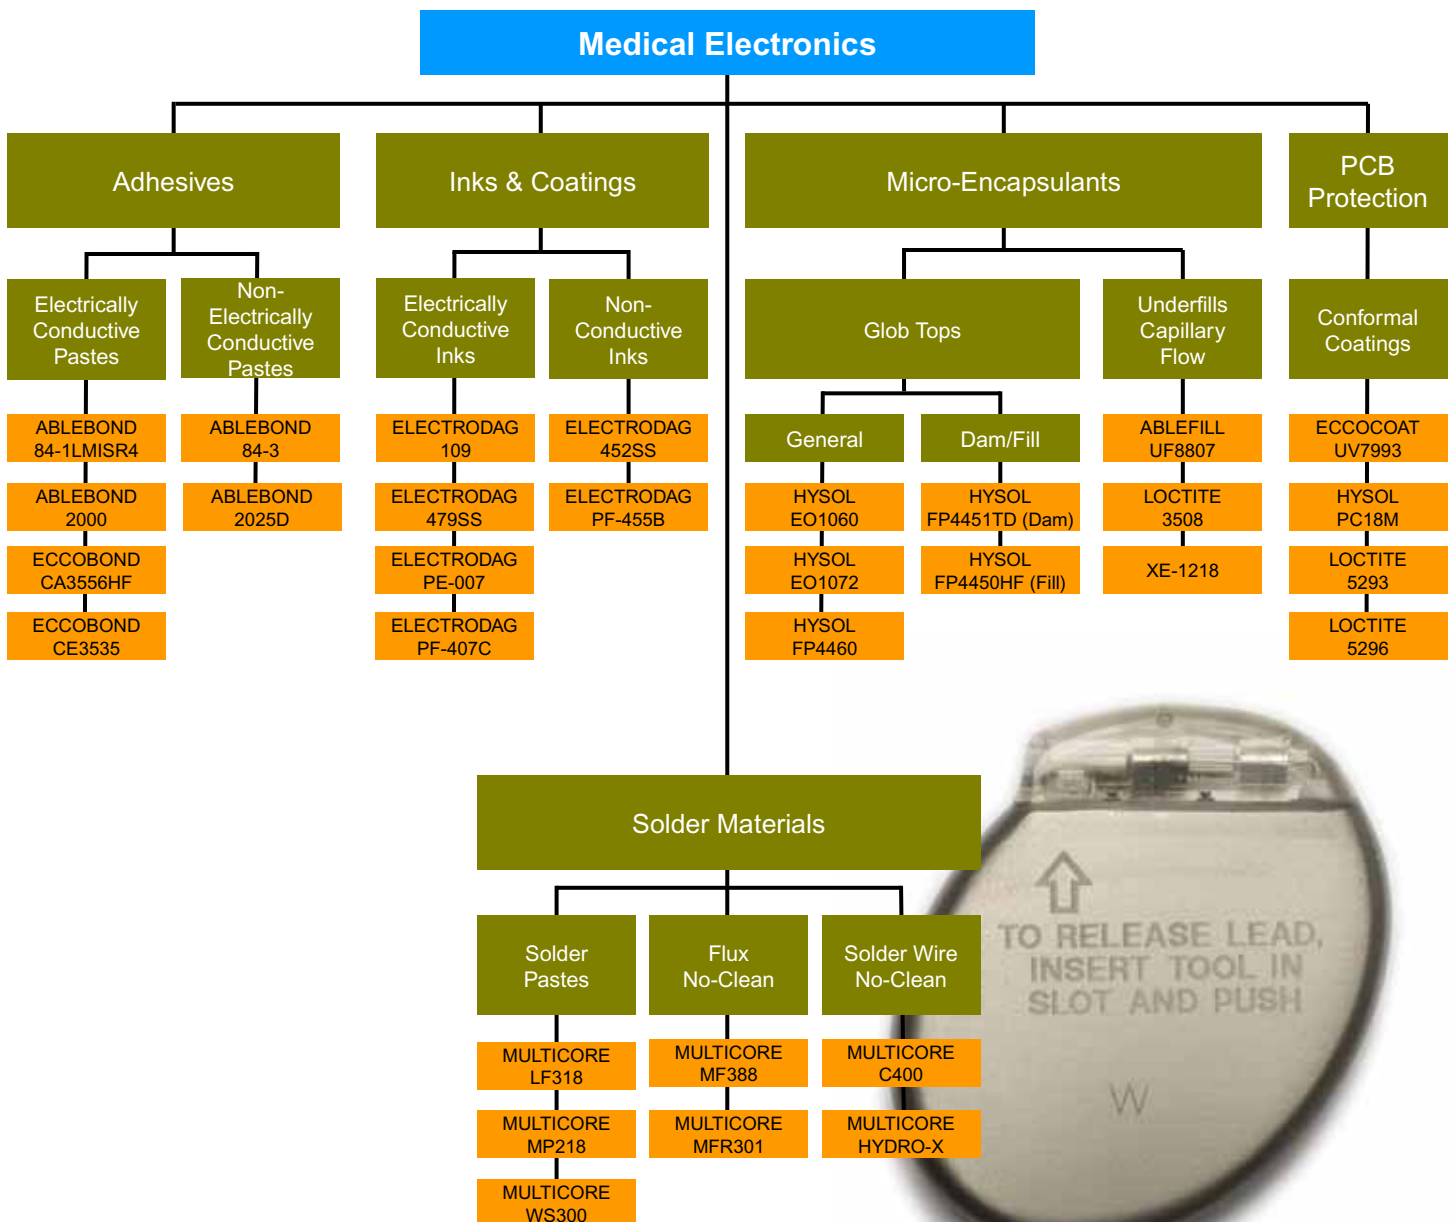 Medical Electronics
Adhesives
Inks & Coatings
Micro-Encapsulants
PCB
Protection
Electrically
Conductive
Pastes
Non-
Electrically
Conductive
Pastes
Electrically
Conductive
Inks
Non-
Conductive
Inks
Glob Tops
Underfills
Capillary
Flow
Conformal
Coatings
ABLEBOND
84-1LMISR4
ABLEBOND
2000
ECCOBOND
CA3556HF
ECCOBOND
CE3535
ABLEBOND
84-3
ABLEBOND
2025D
ELECTRODAG
109
ELECTRODAG
479SS
ELECTRODAG
PE-007
ELECTRODAG
PF-407C
ELECTRODAG
452SS
ELECTRODAG
PF-455B
General
HYSOL
EO1060
HYSOL
EO1072
HYSOL
FP4460
Dam/Fill
HYSOL
FP4451TD (Dam)
HYSOL
FP4450HF (Fill)
ABLEFILL
UF8807
LOCTITE
3508
XE-1218
ECCOCOAT
UV7993
HYSOL
PC18M
LOCTITE
5293
LOCTITE
5296
Solder Materials
Solder
Pastes
Flux
No-Clean
Solder Wire
No-Clean
MULTICORE
LF318
MULTICORE
MP218
MULTICORE
WS300
MULTICORE
MF388
MULTICORE
MFR301
MULTICORE
C400
MULTICORE
HYDRO-X
TO RELEASE LEAD,
INSERT TOOL IN
SLOT AND PUSH
W